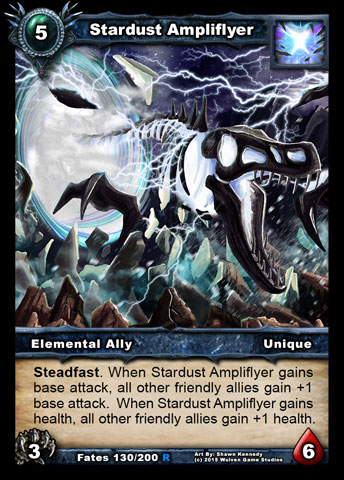 5
Stardust Ampliflyer
Elemental Ally
Unique
Steadfast. When Stardust Ampliflyer gains
base attack, all other friendly allies gain +1
base attack. When Stardust Ampliflyer gains
health, all other friendly allies gain +1 health.
3
Fates 130/200 R
Art By: Shawn Kennedy
(c) 2015 Wulven Game Studios
6